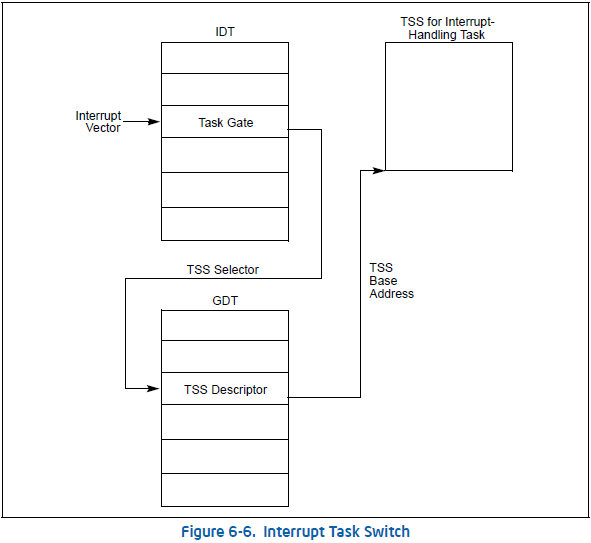 IDT
TSS for Interrupt-
Handling Task
Interrupt
Vector
Task Gate
TSS Selector
TSS
Base
Address
GDT
TSS Descriptor
Figure 6-6. Interrupt Task Switch